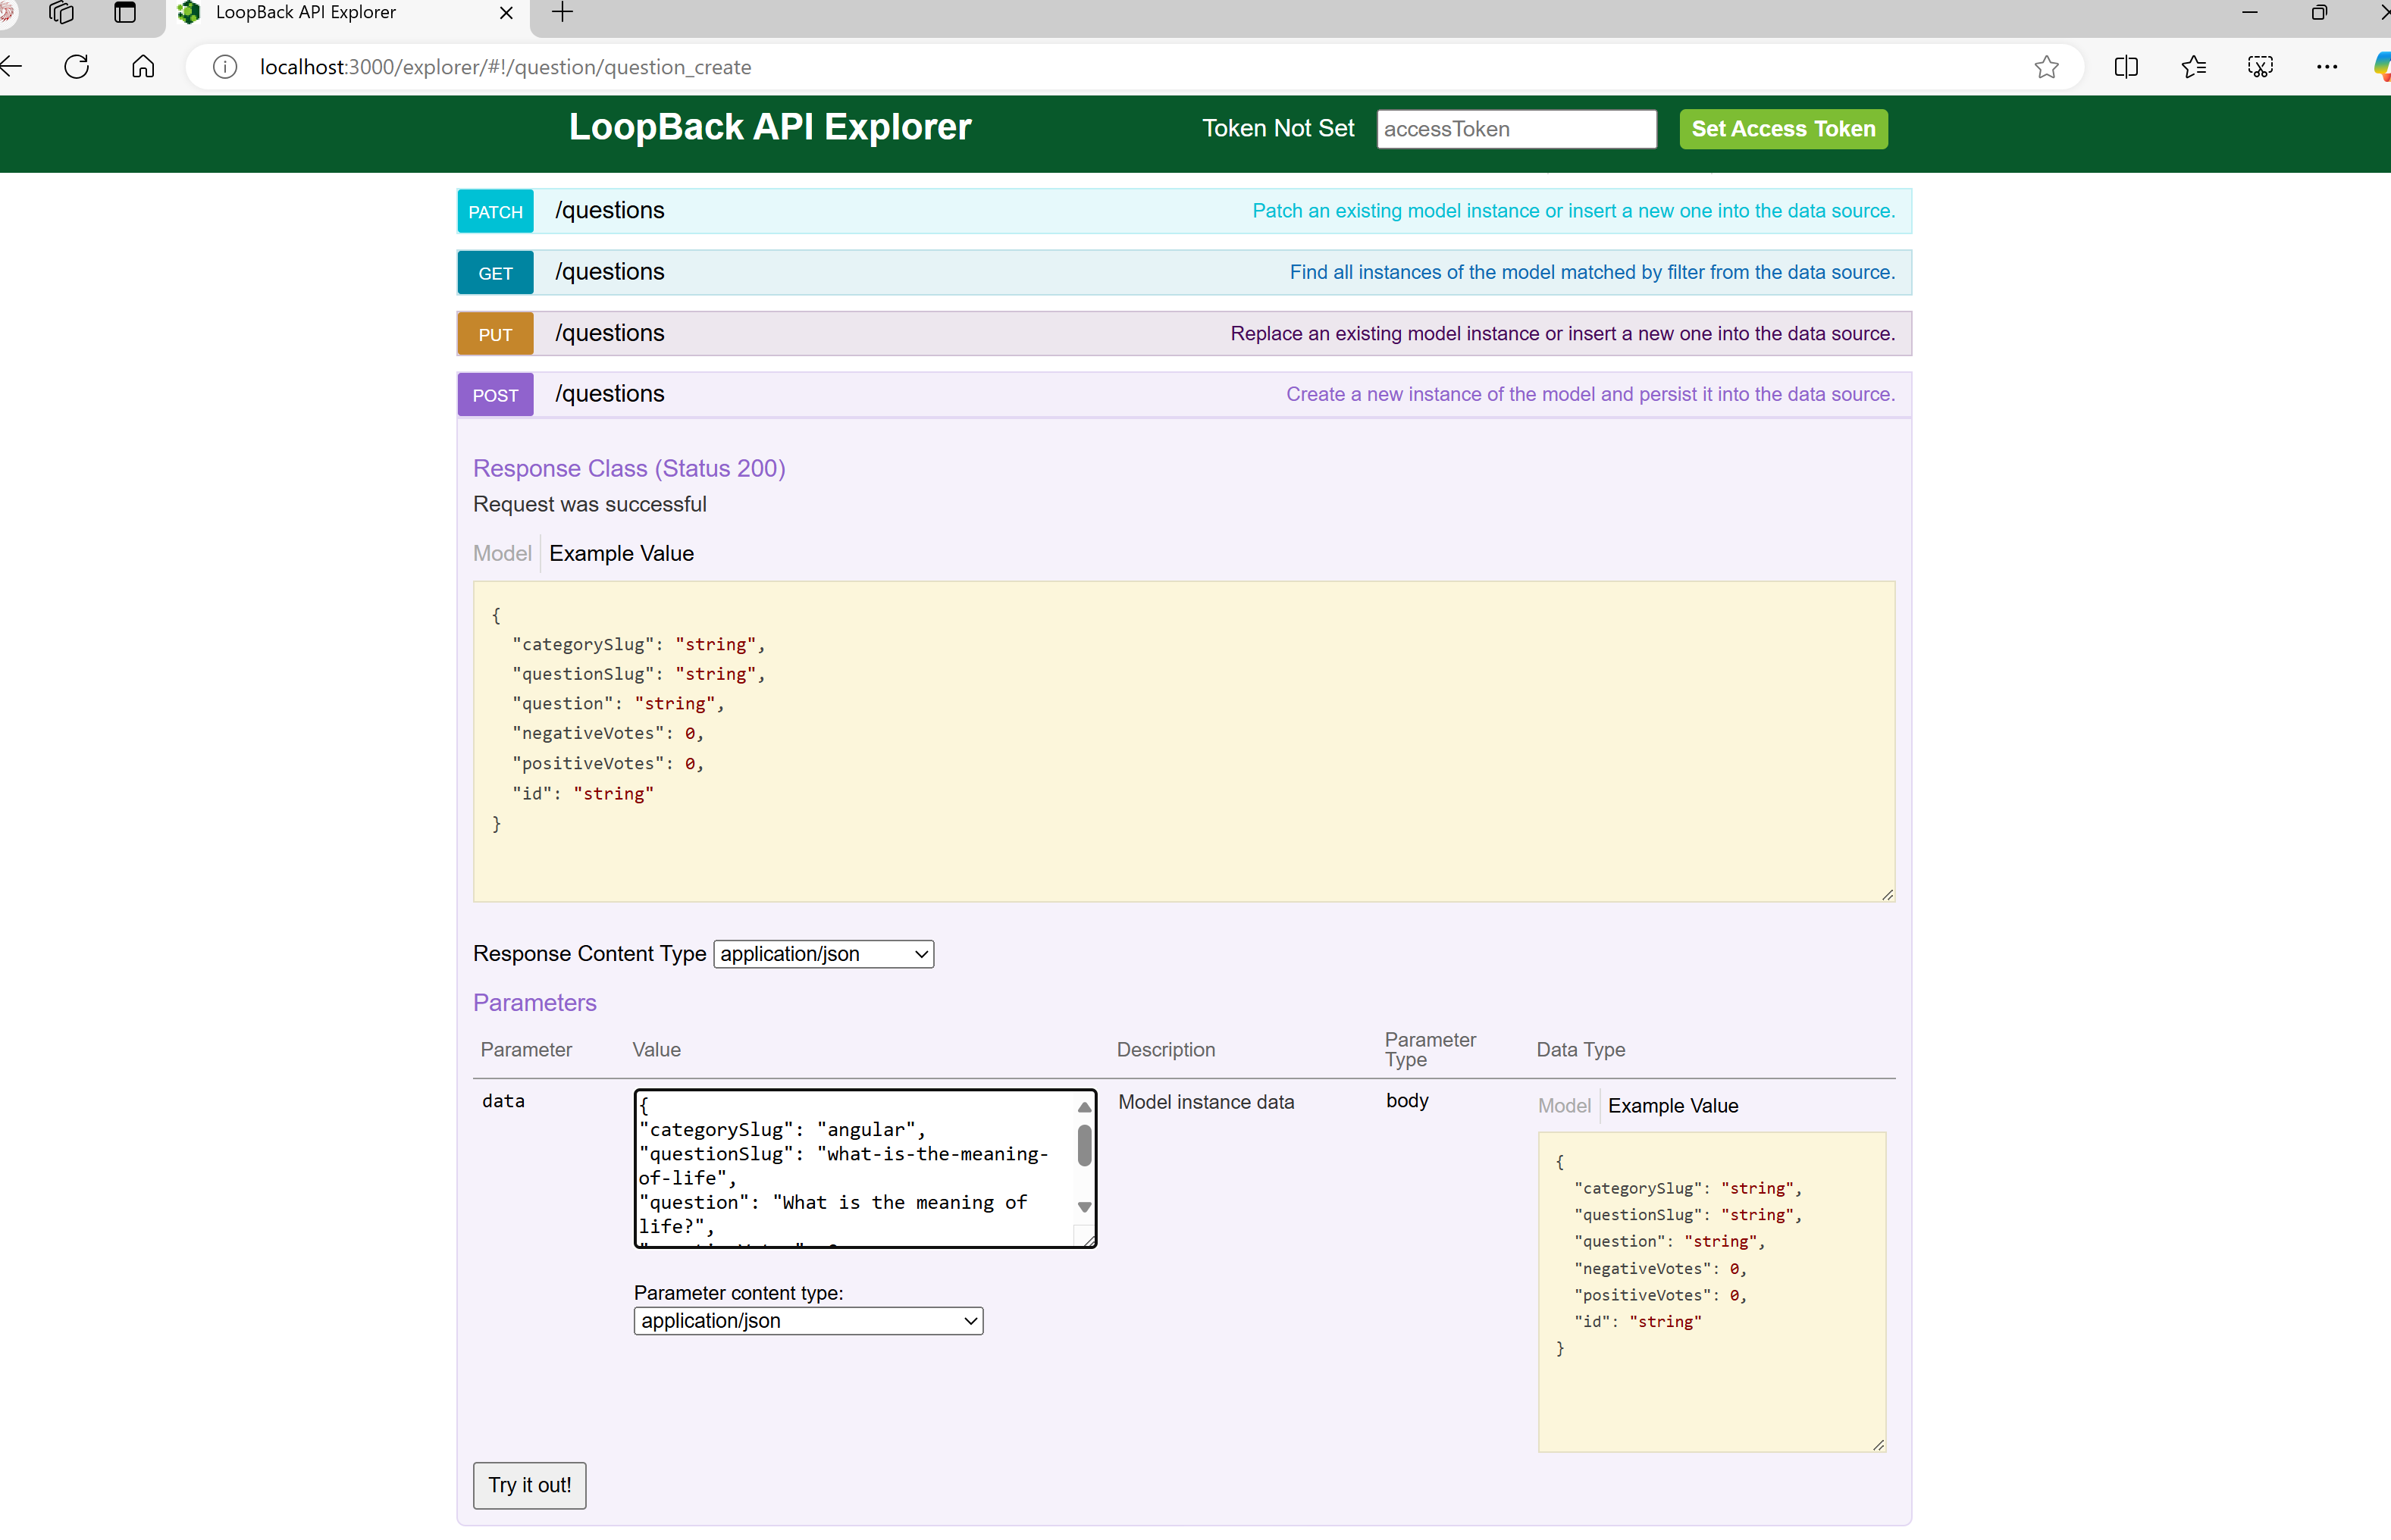 LoopBack API Explorer
localhost:3000/explorer/#!/question/question_create
LoopBack API Explorer
Token Not Set
accessToken
Set Access Token
PATCH /questions Patch an existing model instance or insert a new one into the data source.
GET /questions Find all instances of the model matched by filter from the data source.
PUT /questions Replace an existing model instance or insert a new one into the data source.
POST /questions Create a new instance of the model and persist it into the data source.
Response Class (Status 200)
Request was successful
Model Example Value
{
"categorySlug": "string",
"questionSlug": "string",
"question": "string",
"negativeVotes": 0,
"positiveVotes": 0,
"id": "string"
}
Response Content Type application/json
Parameters
Parameter Value Description Parameter Type Data Type
data
{
"categorySlug": "angular",
"questionSlug": "what-is-the-meaning-
of-life",
"question": "What is the meaning of
life?",
Parameter content type:
application/json
Model instance data
body
Model Example Value
{
"categorySlug": "string",
"questionSlug": "string",
"question": "string",
"negativeVotes": 0,
"positiveVotes": 0,
"id": "string"
}
Try it out!